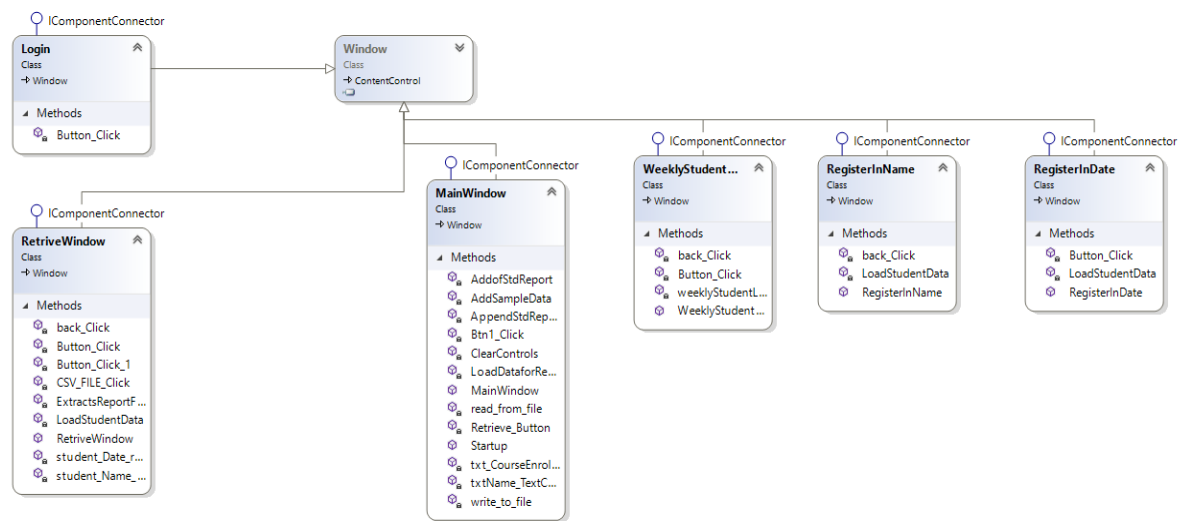 IComponentConnector
Login
Class
Window
Methods
Button_Click
Window
Class
ContentControl
IComponentConnector
RetriveWindow
Class
Window
Methods
back_Click
Button_Click
Button_Click_1
CSV_FILE_Click
ExtractsReportF...
LoadStudentData
RetriveWindow
student_Date_r...
student_Name_...
IComponentConnector
MainWindow
Class
Window
Methods
AddofStdReport
AddSampleData
AppendStdRep...
Btn1_Click
ClearControls
LoadDataforRe...
MainWindow
read_from_file
Retrieve_Button
Startup
txt_CourseEnrol...
txtName_TextC...
write_to_file
IComponentConnector
WeeklyStudent...
Class
Window
Methods
back_Click
Button_Click
weeklyStudentL...
WeeklyStudent...
IComponentConnector
RegisterInName
Class
Window
Methods
back_Click
LoadStudentData
RegisterInName
IComponentConnector
RegisterInDate
Class
Window
Methods
Button_Click
LoadStudentData
RegisterInDate